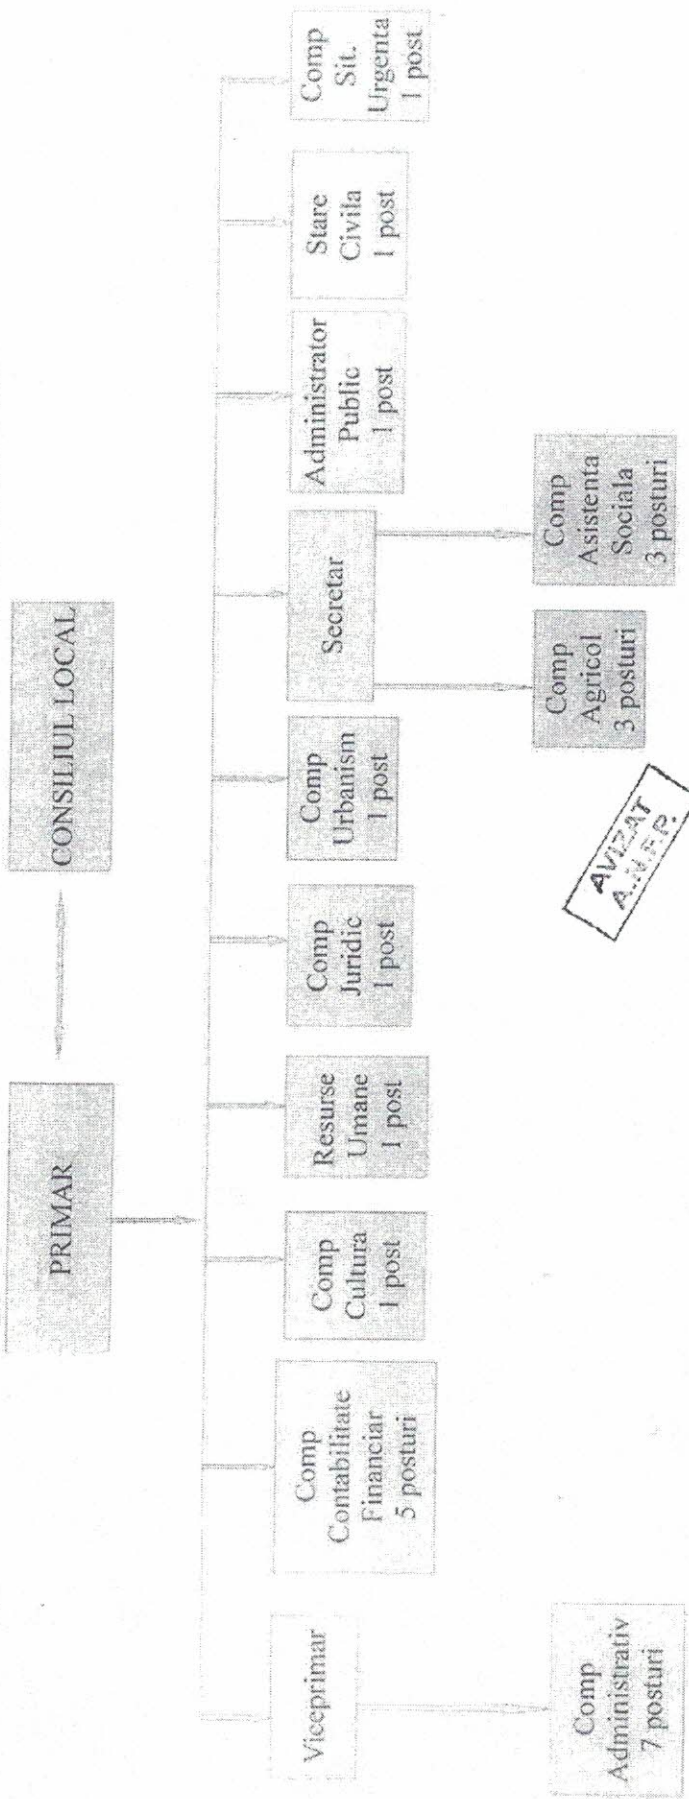 PRIMAR
CONSILIUL LOCAL
Viceprimar
Comp
Contabilitate
Financiar
5 posturi
Comp
Cultura
1 post
Resurse
Umane
1 post
Comp
Juridic
1 post
Comp
Urbanism
1 post
Secretar
Administrator
Public
1 post
Stare
Civila
1 post
Comp
Sit.
Urgenta
1 post
Comp
Administrativ
7 posturi
Comp
Agricol
3 posturi
Comp
Asistenta
Sociala
3 posturi
AVIZAT
A.N.F.P.